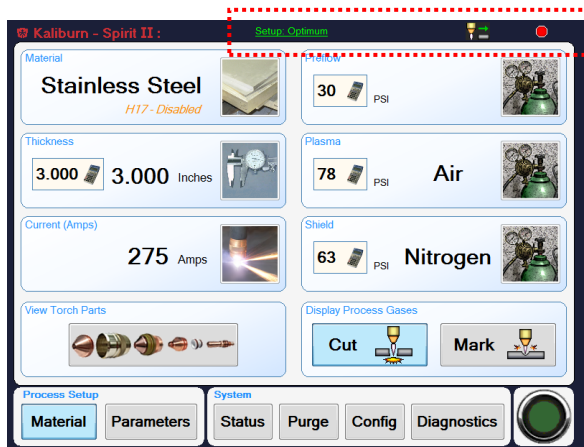 Kaliburn - Spirit II :
Setup: Optimum
Material
Stainless Steel
H17 - Disabled
Preflow
30 PSI
Thickness
3.000 3.000 Inches
Plasma
78 PSI Air
Current (Amps)
275 Amps
Shield
63 PSI Nitrogen
View Torch Parts
Display Process Gases
Cut Mark
Process Setup
Material Parameters
System
Status Purge Config Diagnostics